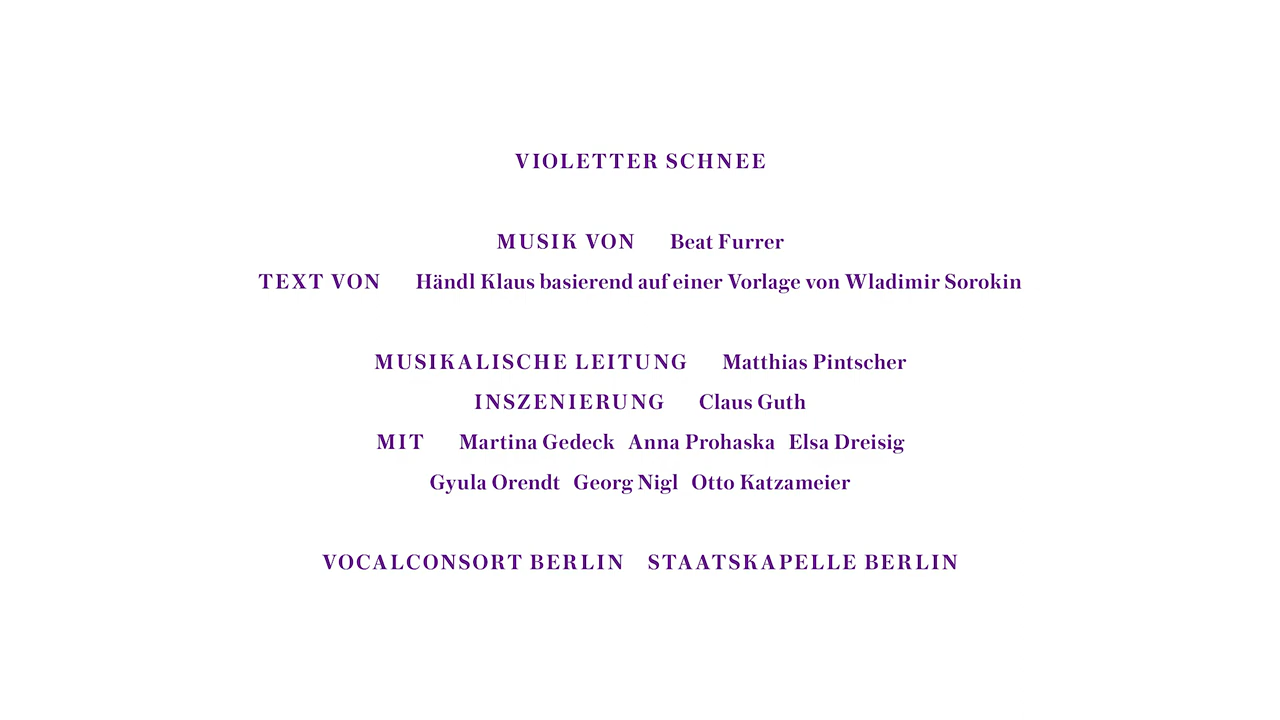 VIOLETTER SCHNEE
MUSIK VON Beat Furrer
TEXT VON Händl Klaus basierend auf einer Vorlage von Wladimir Sorokin
MUSIKALISCHE LEITUNG Matthias Pintscher
INSZENIERUNG Claus Guth
MIT Martina Gedeck Anna Prohaska Elsa Dreisig
Gyula Orendt Georg Nigl Otto Katzameier
VOCALCONSORT BERLIN STAATSKAPELLE BERLIN